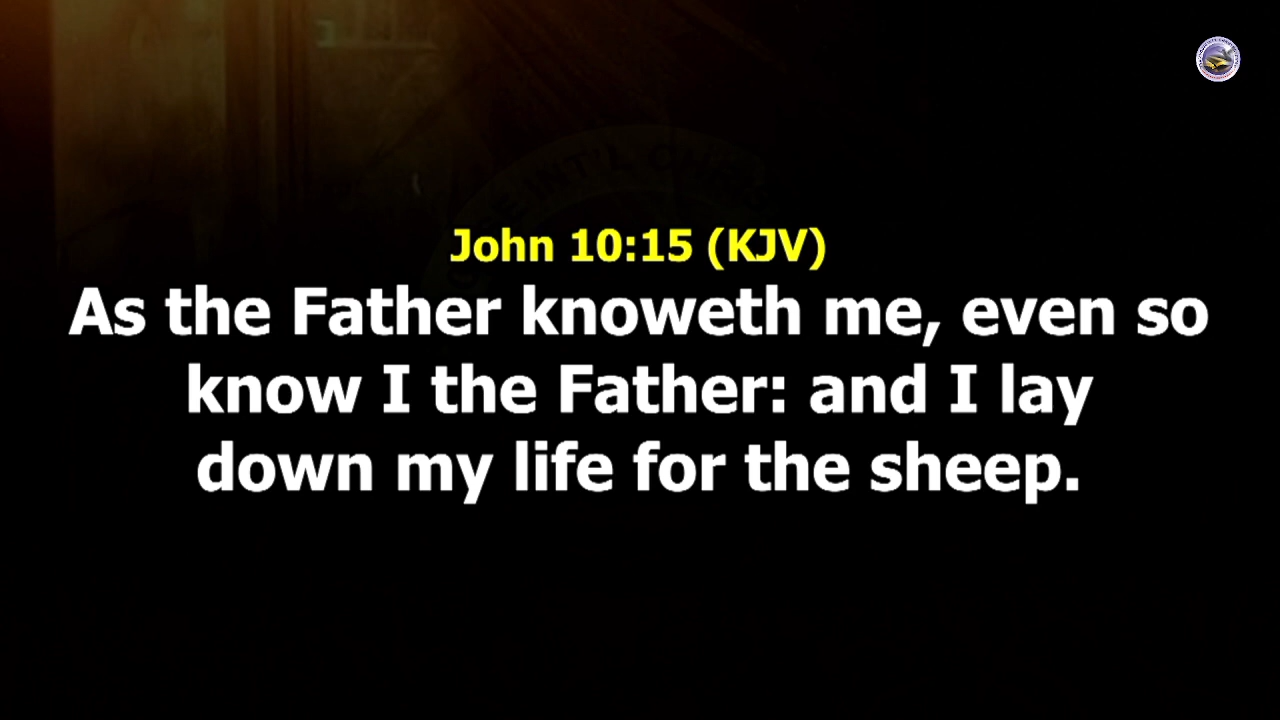 John 10:15 (KJV)
As the Father knoweth me, even so
know I the Father: and I lay
down my life for the sheep.
INT'L